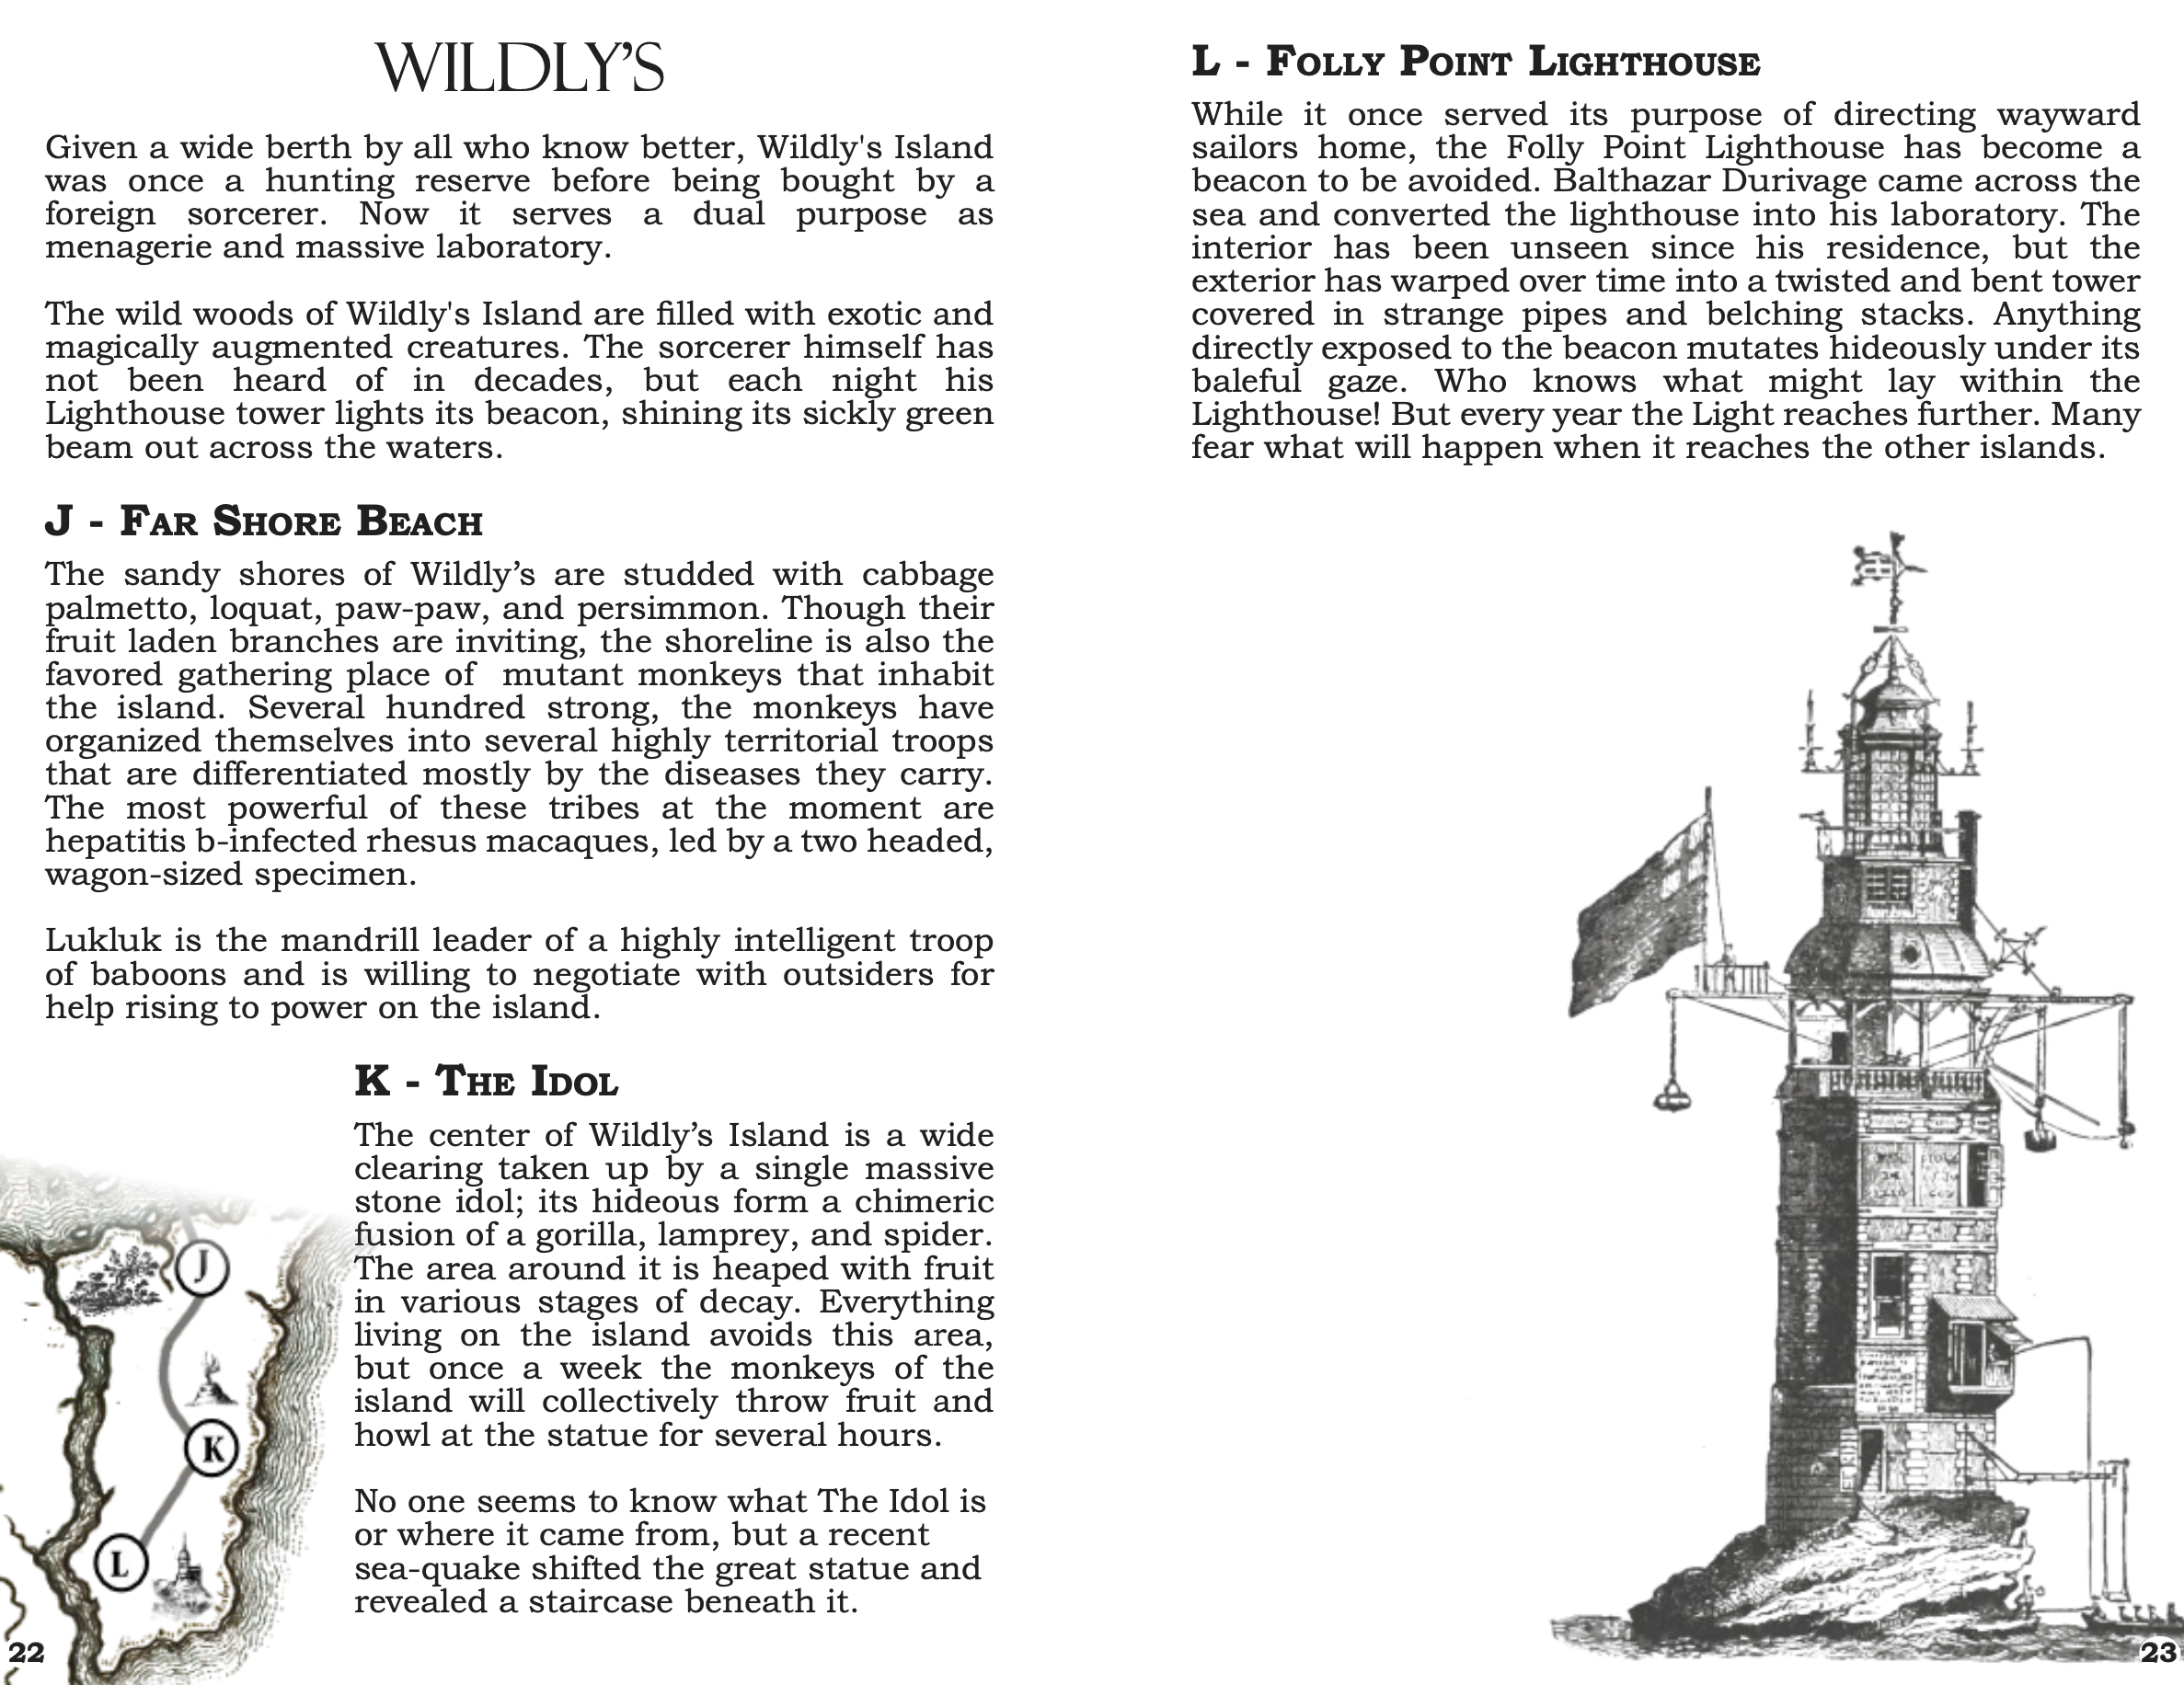 WILDLY'S
Given a wide berth by all who know better, Wildly's Island
was once a hunting reserve before being bought by a
foreign sorcerer. Now it serves a dual purpose as
menagerie and massive laboratory.
The wild woods of Wildly's Island are filled with exotic and
magically augmented creatures. The sorcerer himself has
not been heard of in decades, but each night his
Lighthouse tower lights its beacon, shining its sickly green
beam out across the waters.
J - Far Shore Beach
The sandy shores of Wildly’s are studded with cabbage
palmetto, loquat, paw-paw, and persimmon. Though their
fruit laden branches are inviting, the shoreline is also the
favored gathering place of  mutant monkeys that inhabit
the island. Several hundred strong, the monkeys have
organized themselves into several highly territorial troops
that are differentiated mostly by the diseases they carry.
The most powerful of these tribes at the moment are
hepatitis b-infected rhesus macaques, led by a two headed,
wagon-sized specimen.
Lukluk is the mandrill leader of a highly intelligent troop
of baboons and is willing to negotiate with outsiders for
help rising to power on the island.
K - The Idol
The center of Wildly’s Island is a wide
clearing taken up by a single massive
stone idol; its hideous form a chimeric
fusion of a gorilla, lamprey, and spider.
The area around it is heaped with fruit
in various stages of decay. Everything
living on the island avoids this area,
but once a week the monkeys of the
island will collectively throw fruit and
howl at the statue for several hours.
No one seems to know what The Idol is
or where it came from, but a recent
sea-quake shifted the great statue and
revealed a staircase beneath it.
J
K
L
22
L - Folly Point Lighthouse
While it once served its purpose of directing wayward
sailors home, the Folly Point Lighthouse has become a
beacon to be avoided. Balthazar Durivage came across the
sea and converted the lighthouse into his laboratory. The
interior has been unseen since his residence, but the
exterior has warped over time into a twisted and bent tower
covered in strange pipes and belching stacks. Anything
directly exposed to the beacon mutates hideously under its
baleful gaze. Who knows what might lay within the
Lighthouse! But every year the Light reaches further. Many
fear what will happen when it reaches the other islands.
23